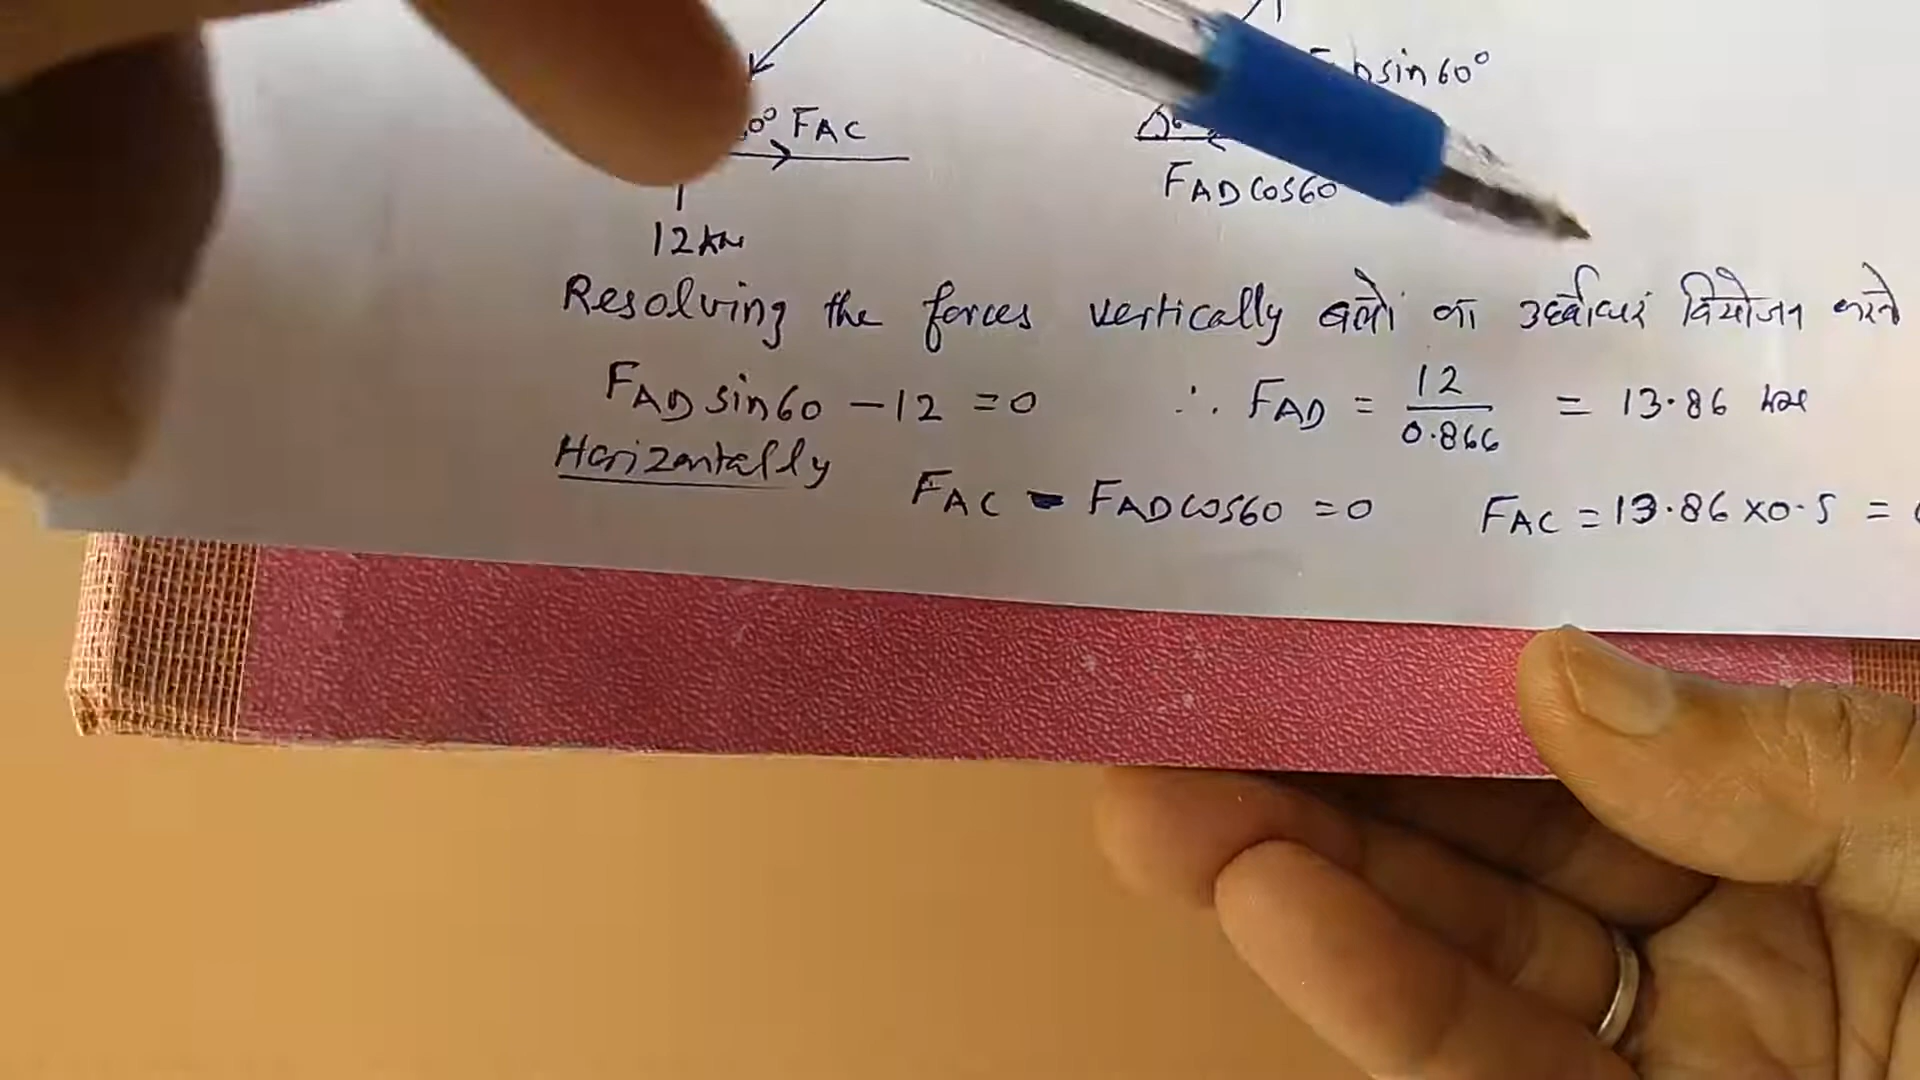 sin 60°
0° FAC
FAD cos60
12 kN
Resolving the forces vertically बलों का उर्ध्वाधर वियोजन करने
FAD sin60 - 12 = 0 ∴ FAD = 12/0.866 = 13.86 kN
Horizontally
FAC - FAD cos60 = 0 FAC = 13.86 x 0.5 =